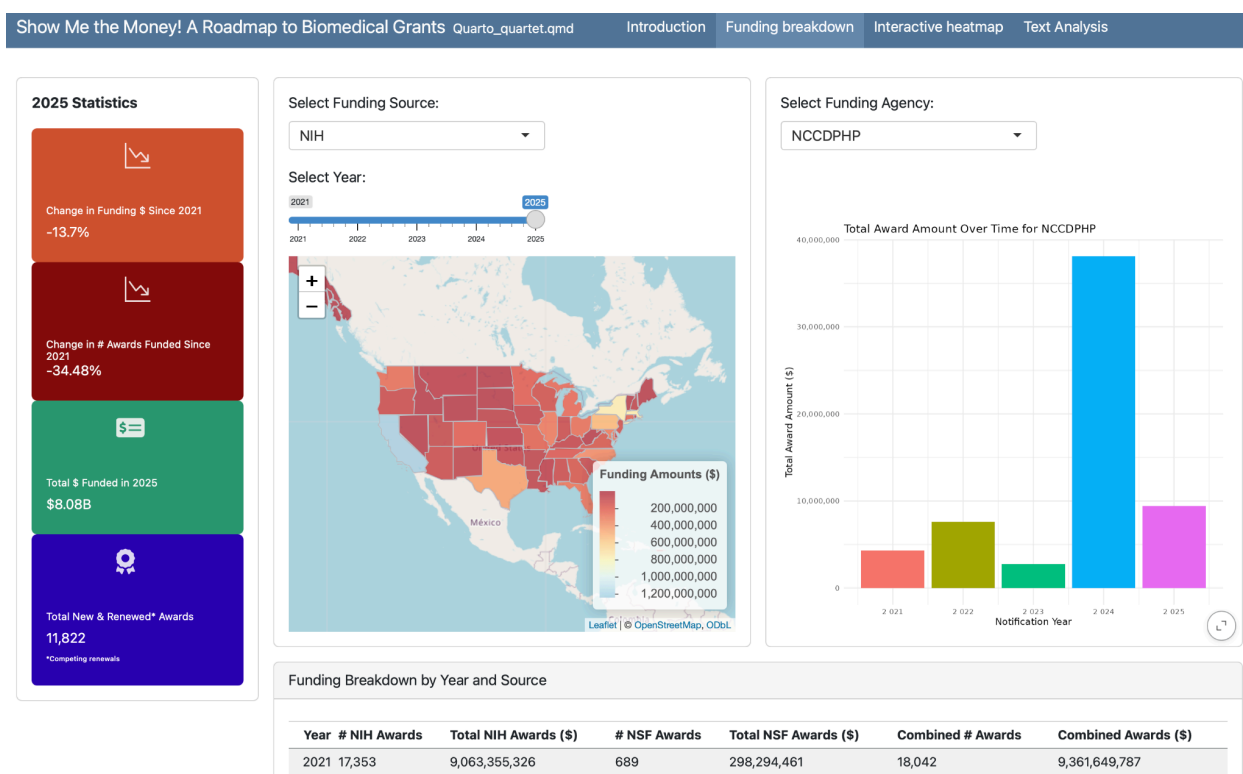 Show Me the Money! A Roadmap to Biomedical Grants Quarto_quartet.qmd Introduction Funding breakdown Interactive heatmap Text Analysis
2025 Statistics
Change in Funding $ Since 2021
-13.7%
Change in # Awards Funded Since
2021
-34.48%
Total $ Funded in 2025
$8.08B
Total New & Renewed* Awards
11,822
*Competing renewals
Select Funding Source:
NIH
Select Year:
2021 2025
2021 2022 2023 2024 2025
+
−
México
Funding Amounts ($)
200,000,000
400,000,000
600,000,000
800,000,000
1,000,000,000
1,200,000,000
Leaflet | © OpenStreetMap, ODbL
Select Funding Agency:
NCCDPHP
Total Award Amount Over Time for NCCDPHP
40,000,000
30,000,000
20,000,000
10,000,000
0
Total Award Amount ($)
2 021 2 022 2 023 2 024 2 025
Notification Year
Funding Breakdown by Year and Source
Year # NIH Awards Total NIH Awards ($) # NSF Awards Total NSF Awards ($) Combined # Awards Combined Awards ($)
2021 17,353 9,063,355,326 689 298,294,461 18,042 9,361,649,787